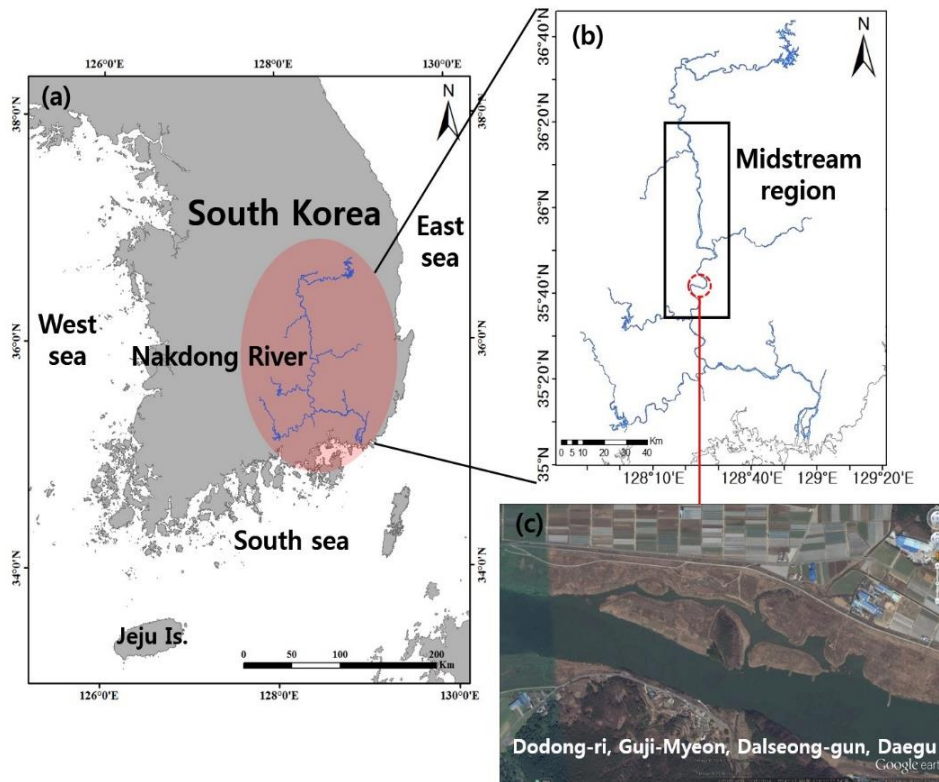 126°0'E 128°0'E 130°0'E
(a)
N
38°0'N
38°0'N
South Korea
East
sea
West
sea
Nakdong River
36°0'N
36°0'N
South sea
34°0'N
34°0'N
Jeju Is.
0 50 100 200
Km
126°0'E 128°0'E 130°0'E
(b)
N
36°40'N
36°20'N
36°N
35°40'N
35°20'N
35°N
Midstream
region
Km
0 5 10 20 30 40
128°10'E 128°40'E 129°E 129°20'E
(c)
Dodong-ri, Guji-Myeon, Dalseong-gun, Daegu
Google eart